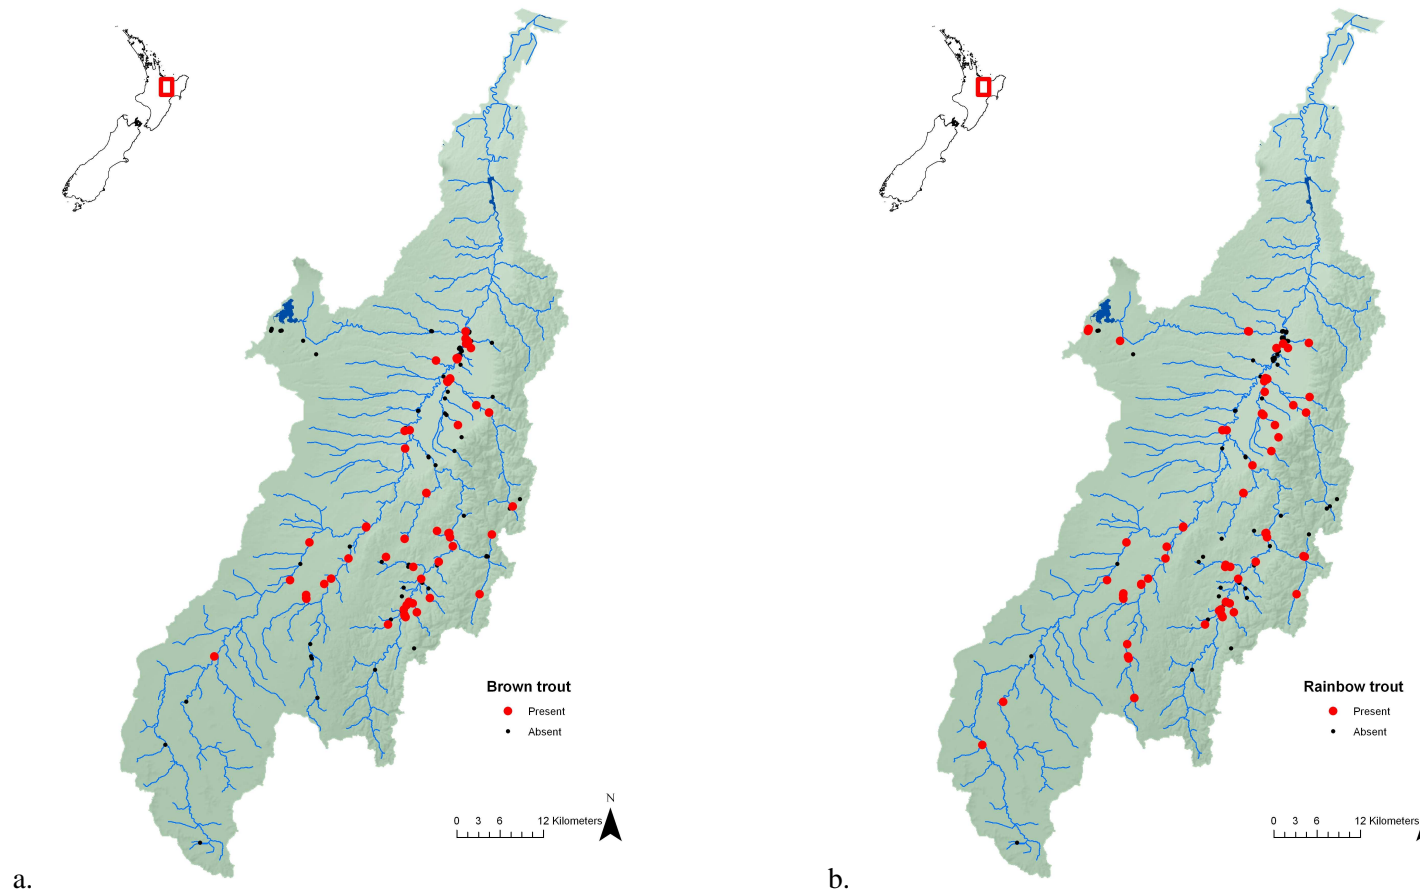 Brown trout
Present
Absent
N
0 3 6 12 Kilometers
a.
Rainbow trout
Present
Absent
0 3 6 12 Kilometers
b.